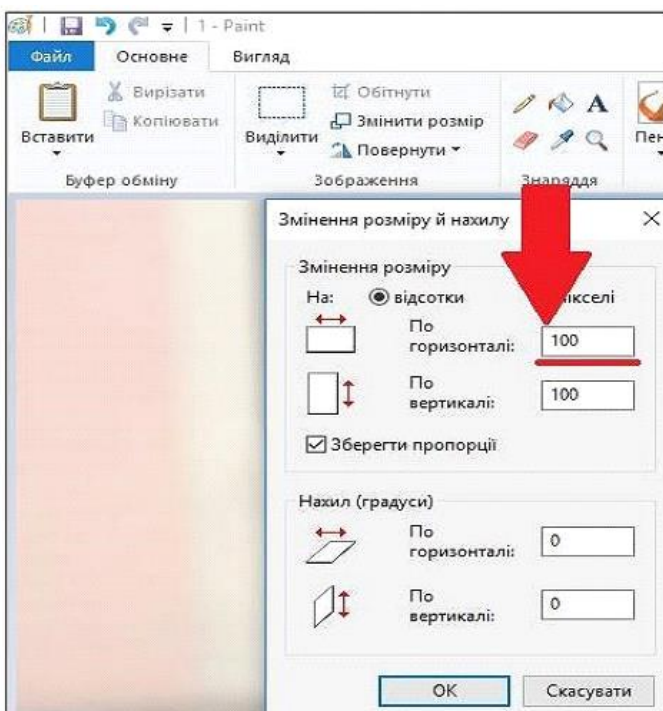 1 - Paint
Файл Основне Вигляд
Вставити
Вирізати
Копіювати
Буфер обміну
Виділити
Обітнути
Змінити розмір
Повернути
Зображення
A
Знаряддя
Змінення розміру й нахилу
Змінення розміру
На: відсотки
По горизонталі: 100
По вертикалі: 100
Зберегти пропорції
Нахил (градуси)
По горизонталі: 0
По вертикалі: 0
ОК Скасувати